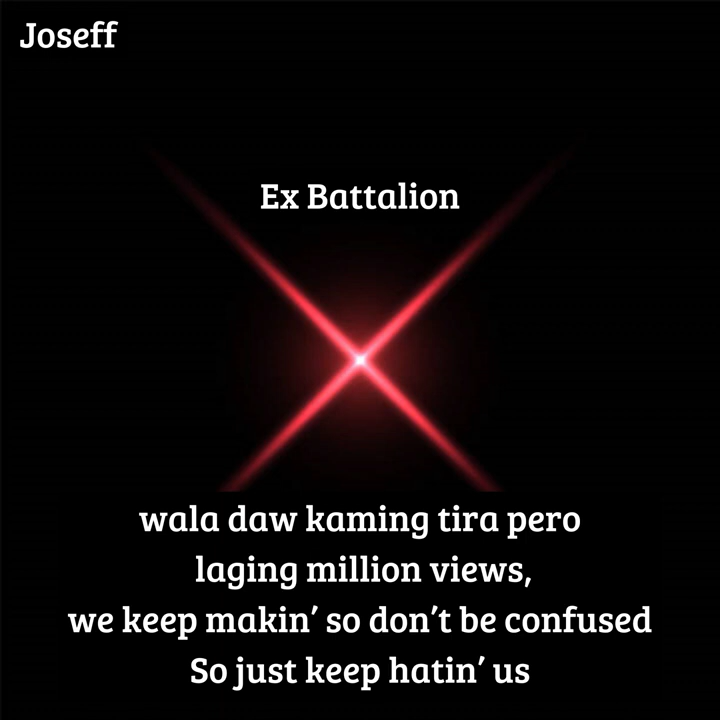 Joseff
Ex Battalion
wala daw kaming tira pero
laging million views,
we keep makin’ so don’t be confused
So just keep hatin’ us